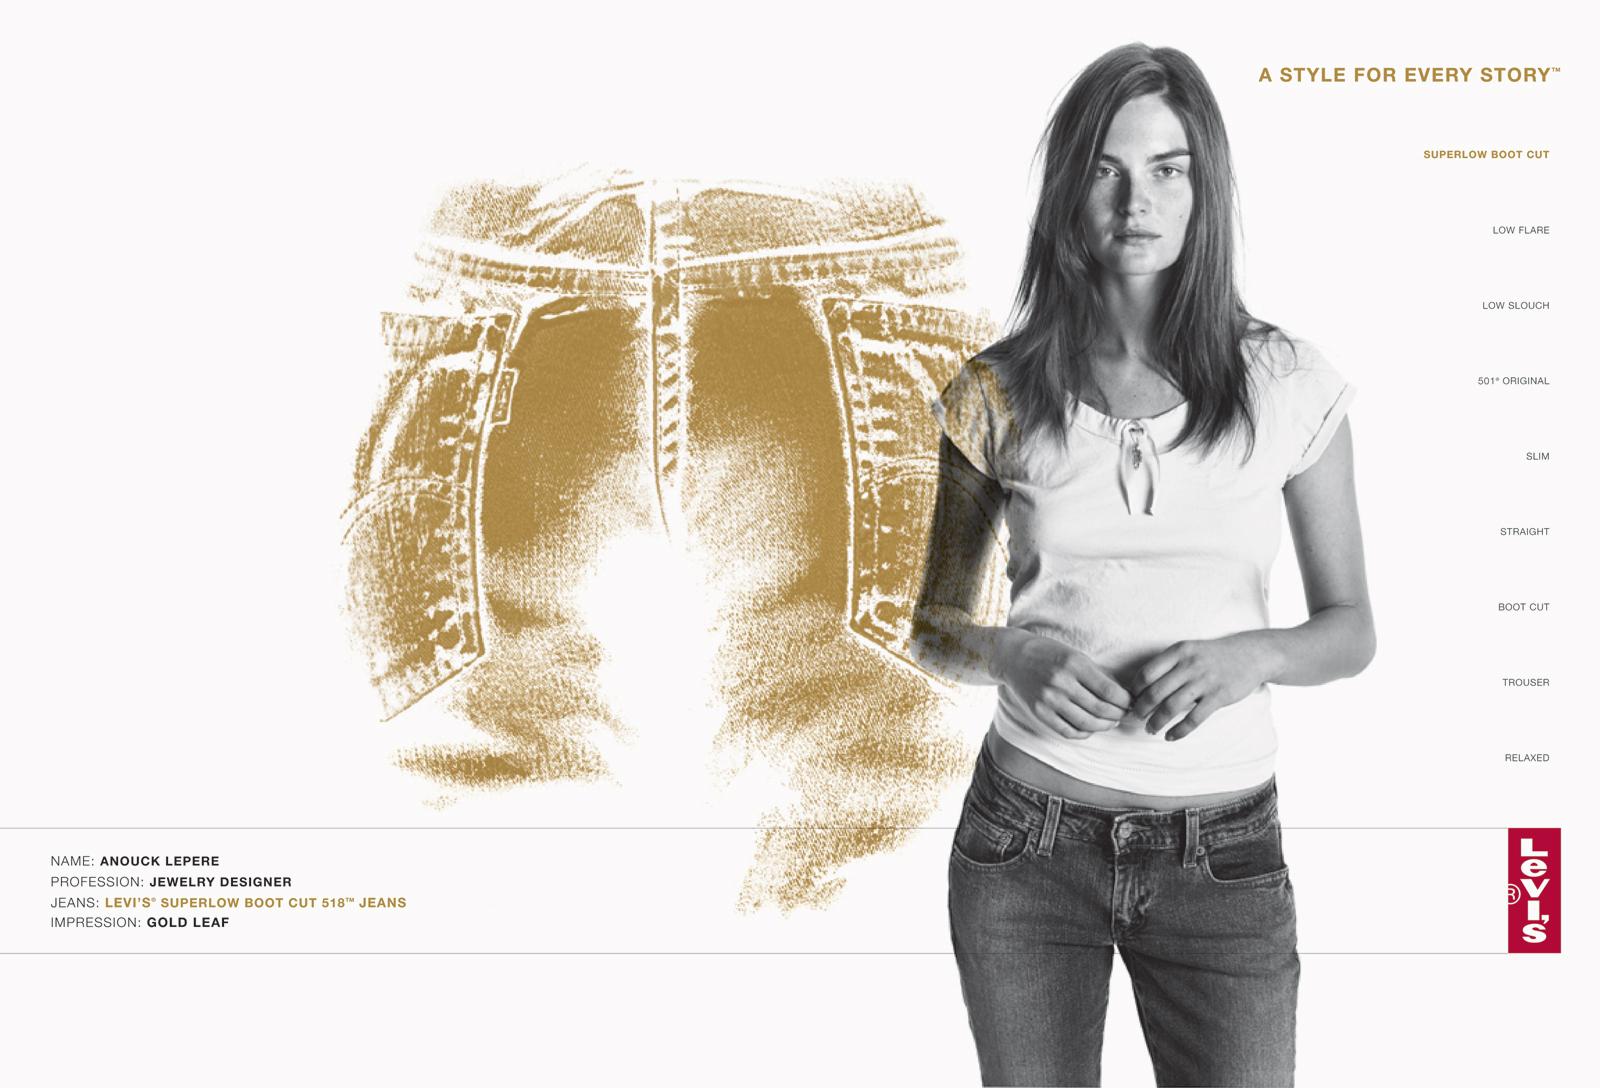 A STYLE FOR EVERY STORY™
SUPERLOW BOOT CUT
LOW FLARE
LOW SLOUCH
501® ORIGINAL
SLIM
STRAIGHT
BOOT CUT
TROUSER
RELAXED
NAME: ANOUCK LEPERE
PROFESSION: JEWELRY DESIGNER
JEANS: LEVI'S® SUPERLOW BOOT CUT 518™ JEANS
IMPRESSION: GOLD LEAF
Levi's®